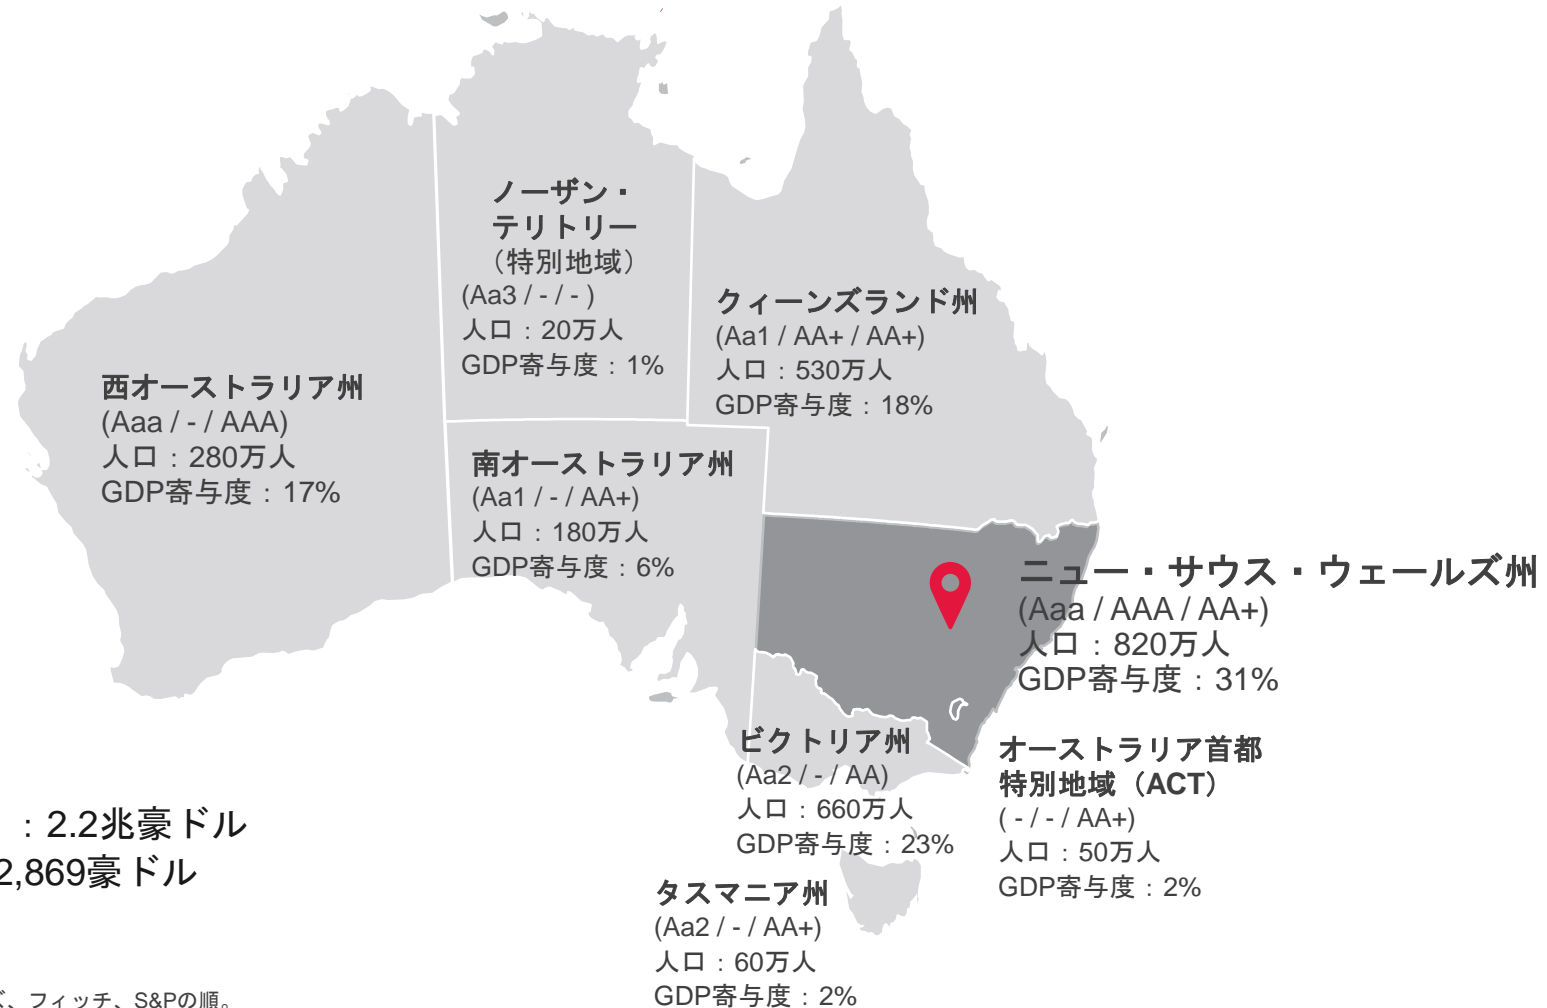 ノーザン・
テリトリー
（特別地域）
(Aa3 / - / - )
人口：20万人
GDP寄与度：1%
クィーンズランド州
(Aa1 / AA+ / AA+)
人口：530万人
GDP寄与度：18%
西オーストラリア州
(Aaa / - / AAA)
人口：280万人
GDP寄与度：17%
南オーストラリア州
(Aa1 / - / AA+)
人口：180万人
GDP寄与度：6%
ニュー・サウス・ウェールズ州
(Aaa / AAA / AA+)
人口：820万人
GDP寄与度：31%
ビクトリア州
(Aa2 / - / AA)
人口：660万人
GDP寄与度：23%
オーストラリア首都
特別地域（ACT）
( - / - / AA+)
人口：50万人
GDP寄与度：2%
タスマニア州
(Aa2 / - / AA+)
人口：60万人
GDP寄与度：2%
：2.2兆豪ドル
2,869豪ドル
ズ、フィッチ、S&Pの順。